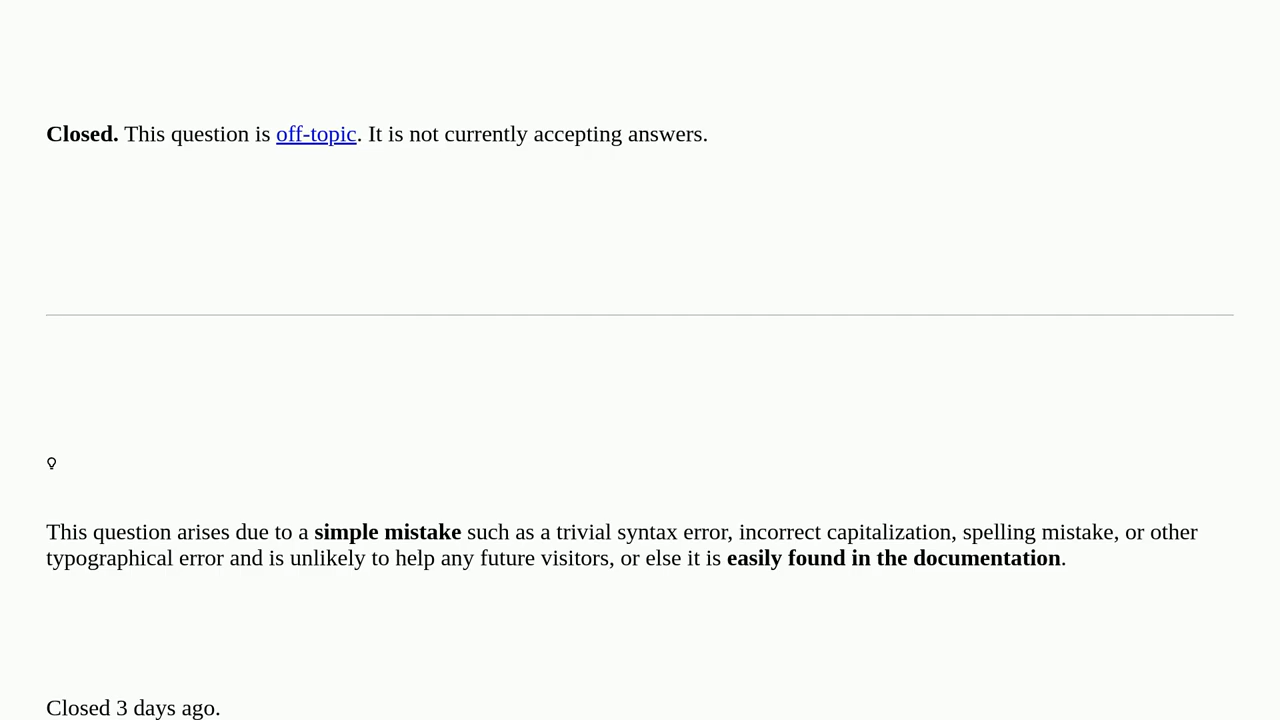 Closed. This question is off-topic. It is not currently accepting answers.
This question arises due to a simple mistake such as a trivial syntax error, incorrect capitalization, spelling mistake, or other
typographical error and is unlikely to help any future visitors, or else it is easily found in the documentation.
Closed 3 days ago.